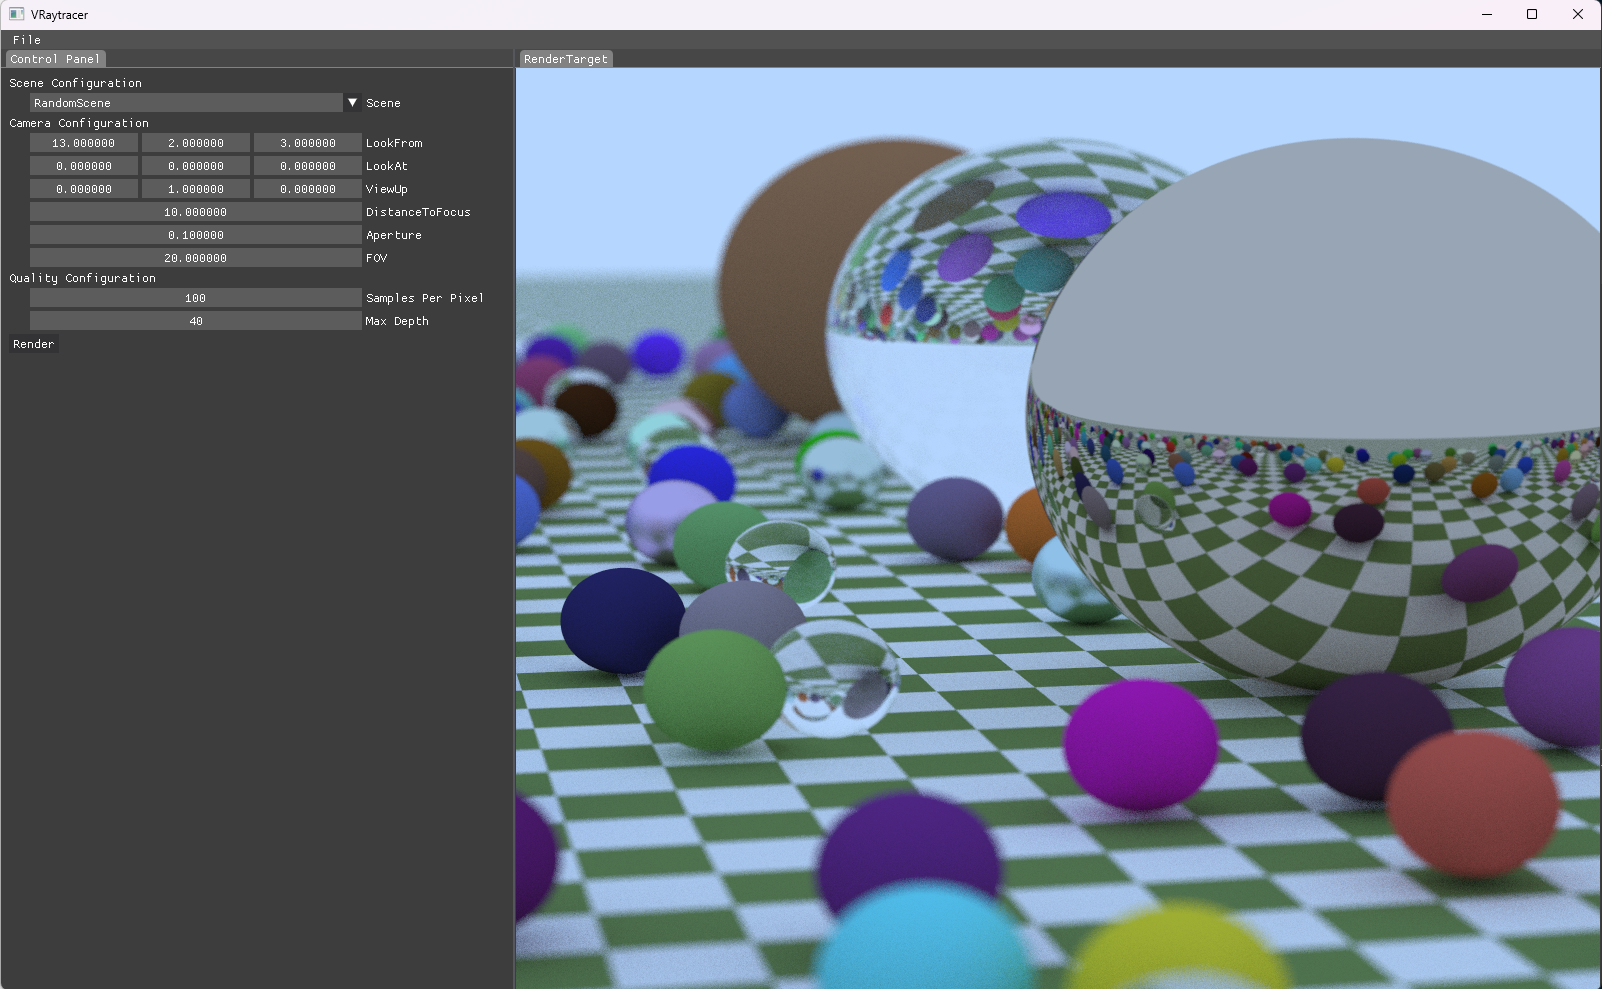 VRaytracer
File
Control Panel
RenderTarget
Scene Configuration
RandomScene Scene
Camera Configuration
13.000000 2.000000 3.000000 LookFrom
0.000000 0.000000 0.000000 LookAt
0.000000 1.000000 0.000000 ViewUp
10.000000 DistanceToFocus
0.100000 Aperture
20.000000 FOV
Quality Configuration
100 Samples Per Pixel
40 Max Depth
Render